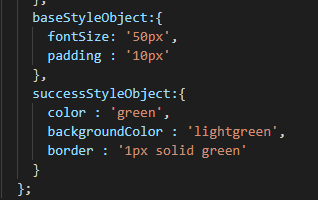 },
baseStyleObject:{
fontSize: '50px',
padding : '10px'
},
successStyleObject:{
color : 'green',
backgroundColor : 'lightgreen',
border : '1px solid green'
}
};